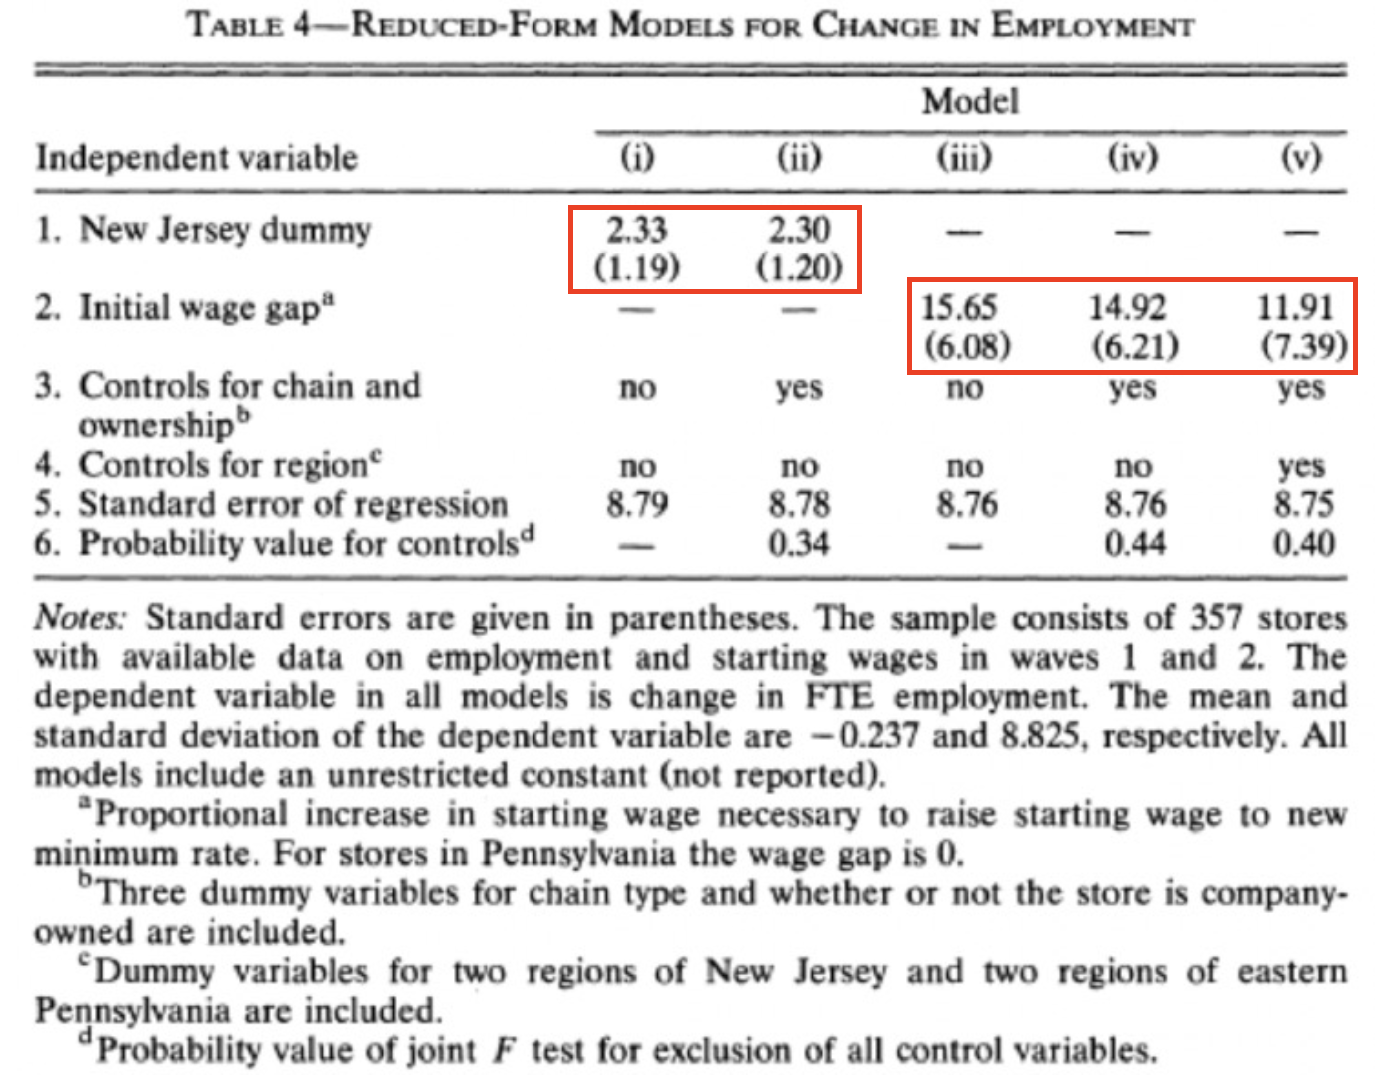 TABLE 4—REDUCED-FORM MODELS FOR CHANGE IN EMPLOYMENT
Model
Independent variable (i) (ii) (iii) (iv) (v)
1. New Jersey dummy 2.33 2.30 — — —
(1.19) (1.20)
2. Initial wage gapᵃ — — 15.65 14.92 11.91
(6.08) (6.21) (7.39)
3. Controls for chain and no yes no yes yes
ownershipᵇ
4. Controls for regionᶜ no no no no yes
5. Standard error of regression 8.79 8.78 8.76 8.76 8.75
6. Probability value for controlsᵈ — 0.34 — 0.44 0.40
Notes: Standard errors are given in parentheses. The sample consists of 357 stores
with available data on employment and starting wages in waves 1 and 2. The
dependent variable in all models is change in FTE employment. The mean and
standard deviation of the dependent variable are −0.237 and 8.825, respectively. All
models include an unrestricted constant (not reported).
ᵃProportional increase in starting wage necessary to raise starting wage to new
minimum rate. For stores in Pennsylvania the wage gap is 0.
ᵇThree dummy variables for chain type and whether or not the store is company-
owned are included.
ᶜDummy variables for two regions of New Jersey and two regions of eastern
Pennsylvania are included.
ᵈProbability value of joint F test for exclusion of all control variables.